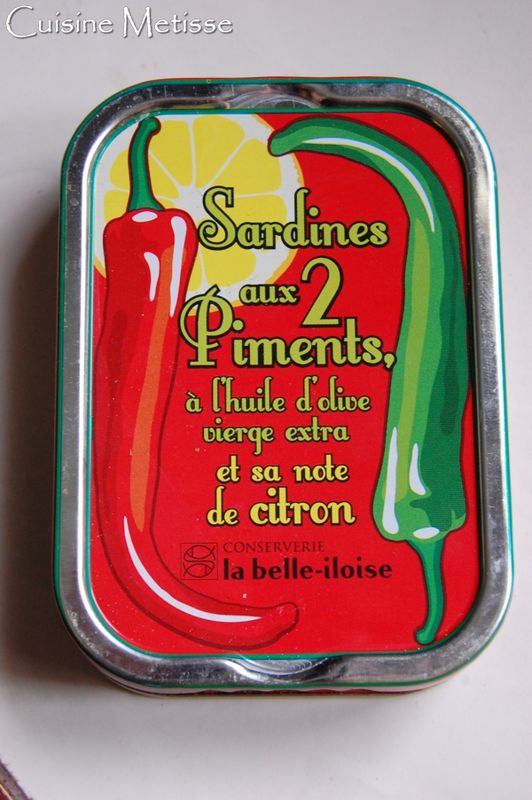 Cuisine Metisse
Sardines
aux 2
Piments,
à l'huile d'olive
vierge extra
et sa note
de citron
CONSERVERIE
la belle-iloise